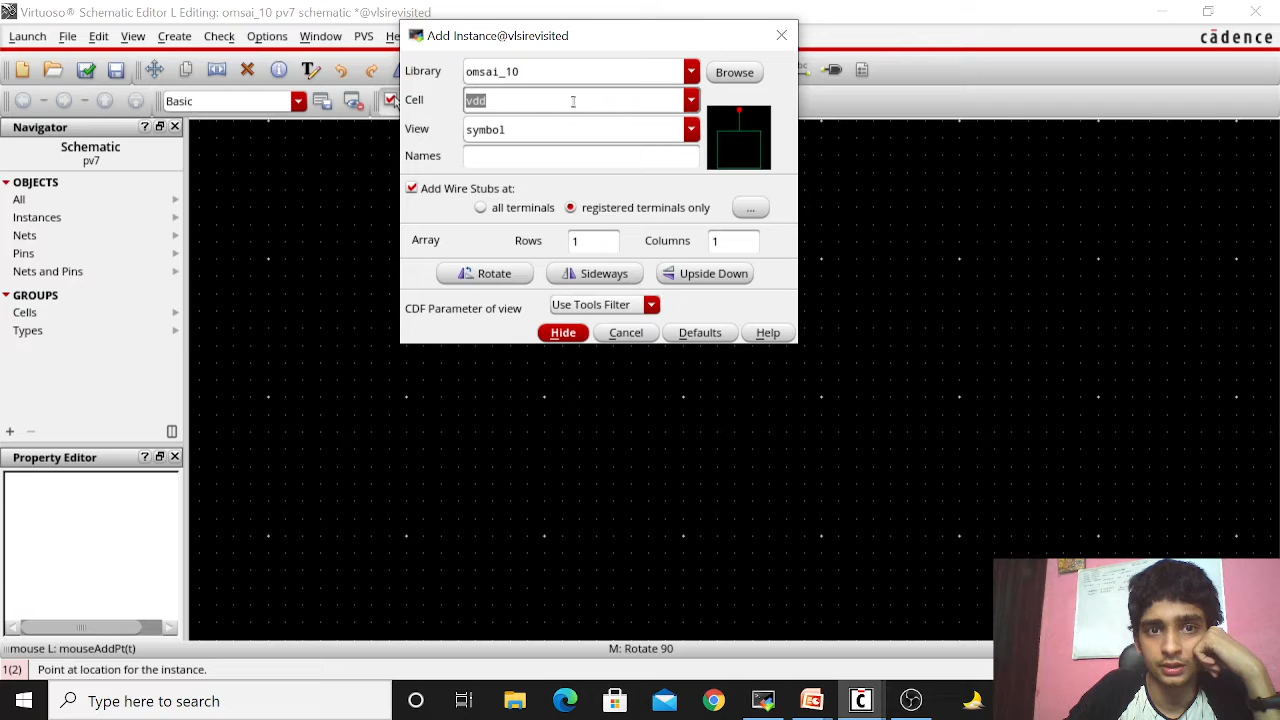 Virtuoso® Schematic Editor L Editing: omsai_10 pv7 schematic *@vlsirevisited
Launch File Edit View Create Check Options Window PVS He
cādence
Basic
Navigator
Schematic
pv7
OBJECTS
All
Instances
Nets
Pins
Nets and Pins
GROUPS
Cells
Types
Property Editor
Add Instance@vlsirevisited
Library omsai_10 Browse
Cell vdd
View symbol
Names
Add Wire Stubs at:
all terminals registered terminals only ...
Array Rows 1 Columns 1
Rotate Sideways Upside Down
CDF Parameter of view Use Tools Filter
Hide Cancel Defaults Help
mouse L: mouseAddPt(t) M: Rotate 90
1(2) Point at location for the instance.
Type here to search